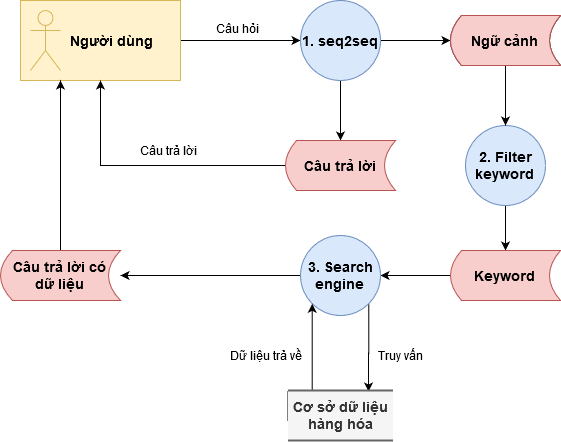 Người dùng
Câu hỏi
1. seq2seq
Ngữ cảnh
Câu trả lời
Câu trả lời
2. Filter
keyword
Câu trả lời có
dữ liệu
3. Search
engine
Keyword
Dữ liệu trả về
Truy vấn
Cơ sở dữ liệu
hàng hóa